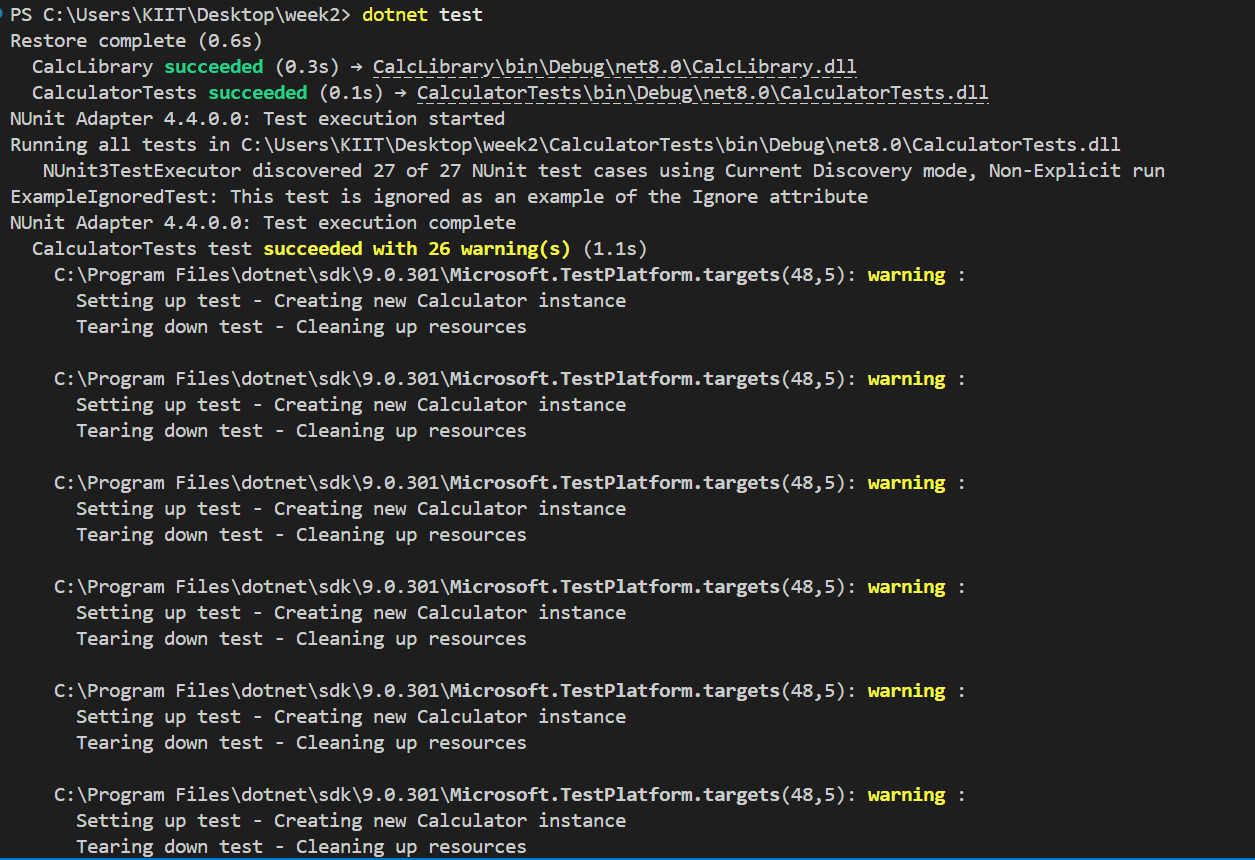 PS C:\Users\KIIT\Desktop\week2> dotnet test
Restore complete (0.6s)
CalcLibrary succeeded (0.3s) → CalcLibrary\bin\Debug\net8.0\CalcLibrary.dll
CalculatorTests succeeded (0.1s) → CalculatorTests\bin\Debug\net8.0\CalculatorTests.dll
NUnit Adapter 4.4.0.0: Test execution started
Running all tests in C:\Users\KIIT\Desktop\week2\CalculatorTests\bin\Debug\net8.0\CalculatorTests.dll
NUnit3TestExecutor discovered 27 of 27 NUnit test cases using Current Discovery mode, Non-Explicit run
ExampleIgnoredTest: This test is ignored as an example of the Ignore attribute
NUnit Adapter 4.4.0.0: Test execution complete
CalculatorTests test succeeded with 26 warning(s) (1.1s)
C:\Program Files\dotnet\sdk\9.0.301\Microsoft.TestPlatform.targets(48,5): warning :
Setting up test - Creating new Calculator instance
Tearing down test - Cleaning up resources
C:\Program Files\dotnet\sdk\9.0.301\Microsoft.TestPlatform.targets(48,5): warning :
Setting up test - Creating new Calculator instance
Tearing down test - Cleaning up resources
C:\Program Files\dotnet\sdk\9.0.301\Microsoft.TestPlatform.targets(48,5): warning :
Setting up test - Creating new Calculator instance
Tearing down test - Cleaning up resources
C:\Program Files\dotnet\sdk\9.0.301\Microsoft.TestPlatform.targets(48,5): warning :
Setting up test - Creating new Calculator instance
Tearing down test - Cleaning up resources
C:\Program Files\dotnet\sdk\9.0.301\Microsoft.TestPlatform.targets(48,5): warning :
Setting up test - Creating new Calculator instance
Tearing down test - Cleaning up resources
C:\Program Files\dotnet\sdk\9.0.301\Microsoft.TestPlatform.targets(48,5): warning :
Setting up test - Creating new Calculator instance
Tearing down test - Cleaning up resources